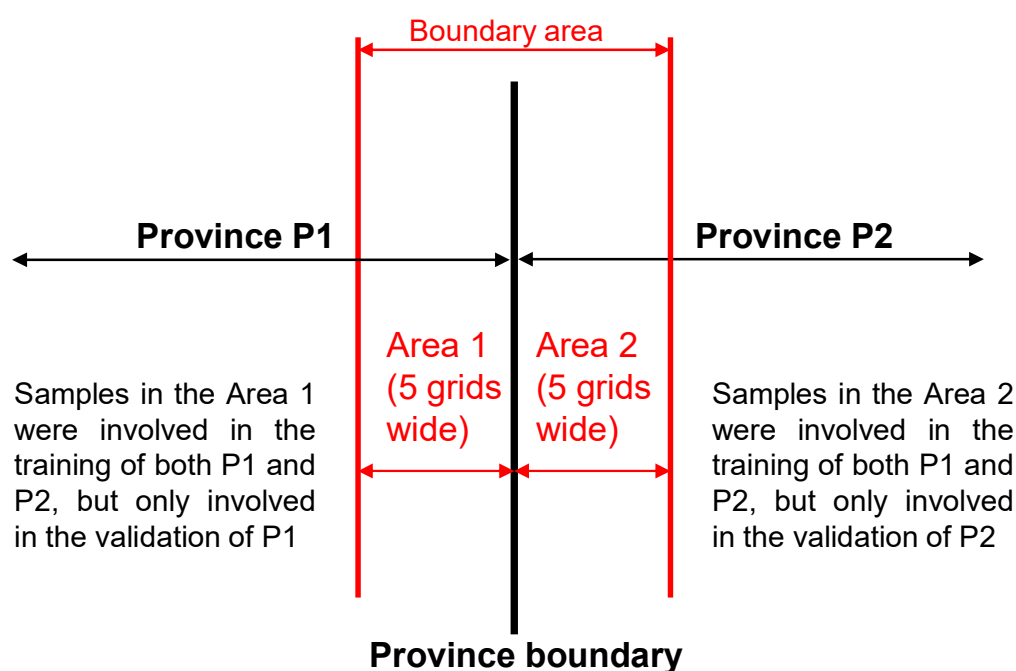 Boundary area
Province P1
Province P2
Area 1
(5 grids
wide)
Area 2
(5 grids
wide)
Samples in the Area 1
were involved in the
training of both P1 and
P2, but only involved
in the validation of P1
Samples in the Area 2
were involved in the
training of both P1 and
P2, but only involved
in the validation of P2
Province boundary